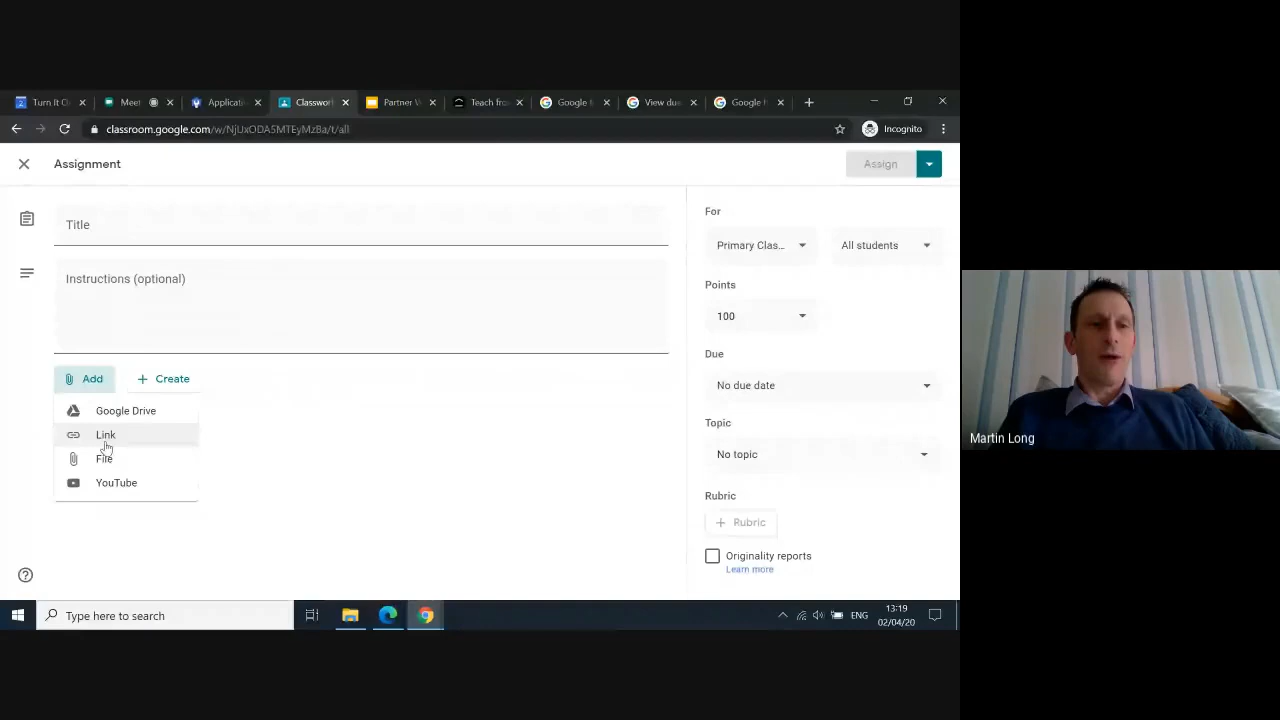 Turn It O
Meet
Applicati
Classwor
Partner V
Teach fro
Google f
View due
Google f
classroom.google.com/w/NjUxODA5MTEyMzBa/t/all
Incognito
Assignment
Assign
Title
Instructions (optional)
Add
Create
Google Drive
Link
File
YouTube
For
Primary Clas...
All students
Points
100
Due
No due date
Topic
No topic
Rubric
+ Rubric
Originality reports
Learn more
Martin Long
Type here to search
ENG
13:19
02/04/20